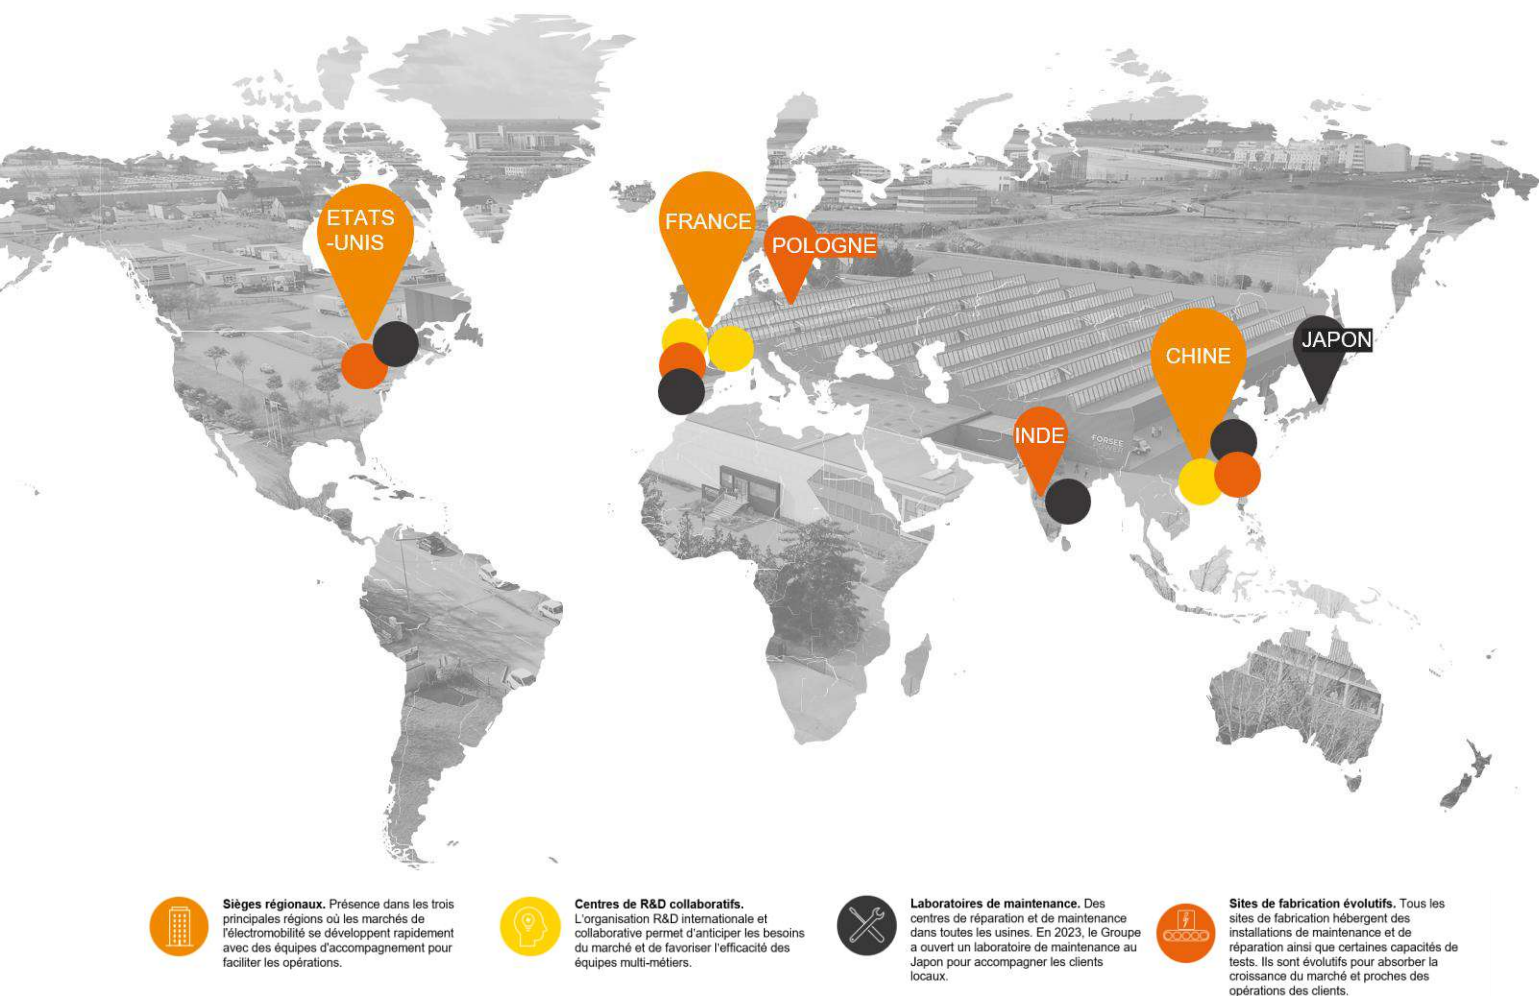 ETATS
-UNIS
FRANCE
POLOGNE
JAPON
CHINE
INDE
FORSEE
POWER
Sièges régionaux. Présence dans les trois
principales régions où les marchés de
l'électromobilité se développent rapidement
avec des équipes d'accompagnement pour
faciliter les opérations.
Centres de R&D collaboratifs.
L'organisation R&D internationale et
collaborative permet d'anticiper les besoins
du marché et de favoriser l'efficacité des
équipes multi-métiers.
Laboratoires de maintenance. Des
centres de réparation et de maintenance
dans toutes les usines. En 2023, le Groupe
a ouvert un laboratoire de maintenance au
Japon pour accompagner les clients
locaux.
Sites de fabrication évolutifs. Tous les
sites de fabrication hébergent des
installations de maintenance et de
réparation ainsi que certaines capacités de
tests. Ils sont évolutifs pour absorber la
croissance du marché et proches des
opérations des clients.